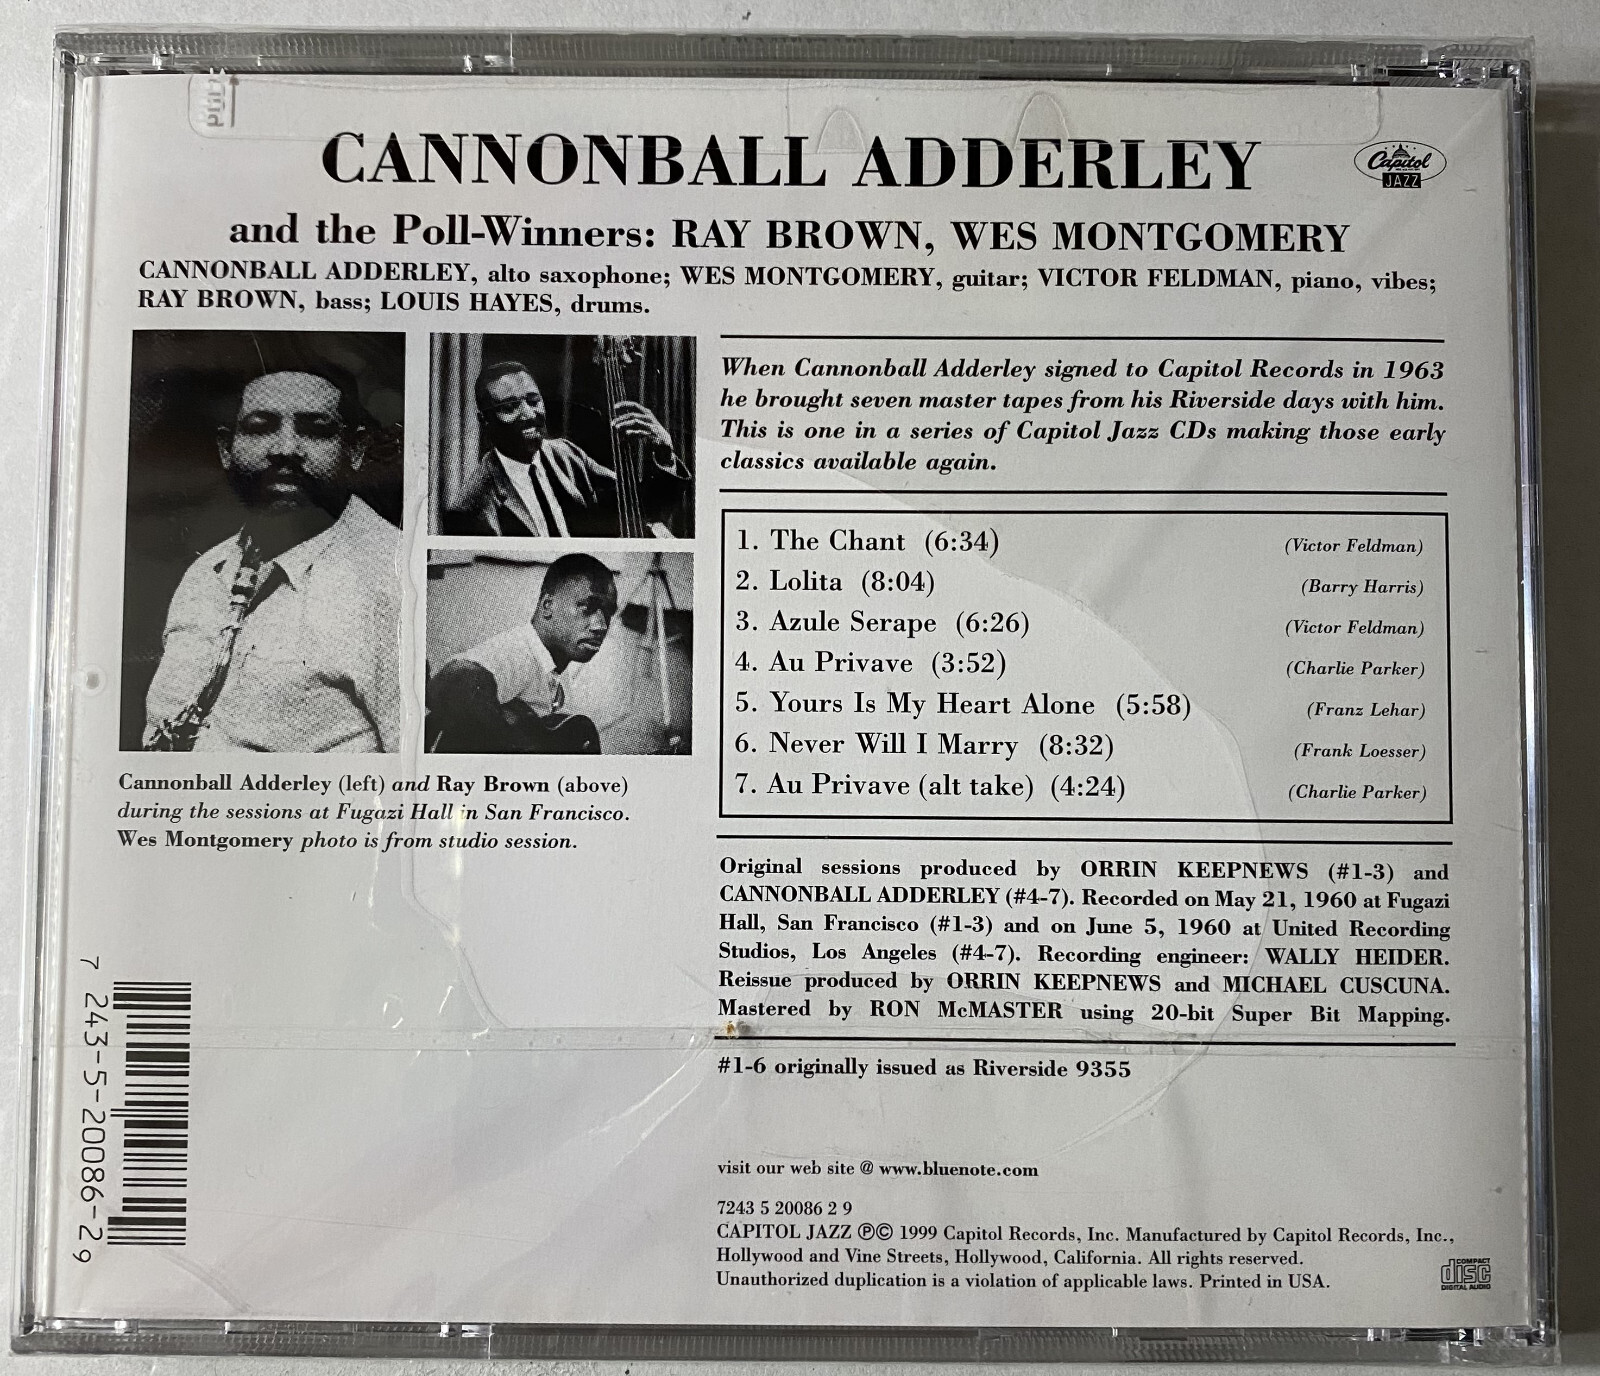 PULL
CANNONBALL ADDERLEY
Capitol
JAZZ
and the Poll-Winners: RAY BROWN, WES MONTGOMERY
CANNONBALL ADDERLEY, alto saxophone; WES MONTGOMERY, guitar; VICTOR FELDMAN, piano, vibes;
RAY BROWN, bass; LOUIS HAYES, drums.
When Cannonball Adderley signed to Capitol Records in 1963
he brought seven master tapes from his Riverside days with him.
This is one in a series of Capitol Jazz CDs making those early
classics available again.
1. The Chant (6:34) (Victor Feldman)
2. Lolita (8:04) (Barry Harris)
3. Azule Serape (6:26) (Victor Feldman)
4. Au Privave (3:52) (Charlie Parker)
5. Yours Is My Heart Alone (5:58) (Franz Lehar)
6. Never Will I Marry (8:32) (Frank Loesser)
7. Au Privave (alt take) (4:24) (Charlie Parker)
Cannonball Adderley (left) and Ray Brown (above)
during the sessions at Fugazi Hall in San Francisco.
Wes Montgomery photo is from studio session.
Original sessions produced by ORRIN KEEPNEWS (#1-3) and
CANNONBALL ADDERLEY (#4-7). Recorded on May 21, 1960 at Fugazi
Hall, San Francisco (#1-3) and on June 5, 1960 at United Recording
Studios, Los Angeles (#4-7). Recording engineer: WALLY HEIDER.
Reissue produced by ORRIN KEEPNEWS and MICHAEL CUSCUNA.
Mastered by RON McMASTER using 20-bit Super Bit Mapping.
#1-6 originally issued as Riverside 9355
7 243-5-20086-2 9
visit our web site @ www.bluenote.com
7243 5 20086 2 9
CAPITOL JAZZ ℗© 1999 Capitol Records, Inc. Manufactured by Capitol Records, Inc.,
Hollywood and Vine Streets, Hollywood, California. All rights reserved.
Unauthorized duplication is a violation of applicable laws. Printed in USA.
COMPACT
disc
DIGITAL AUDIO